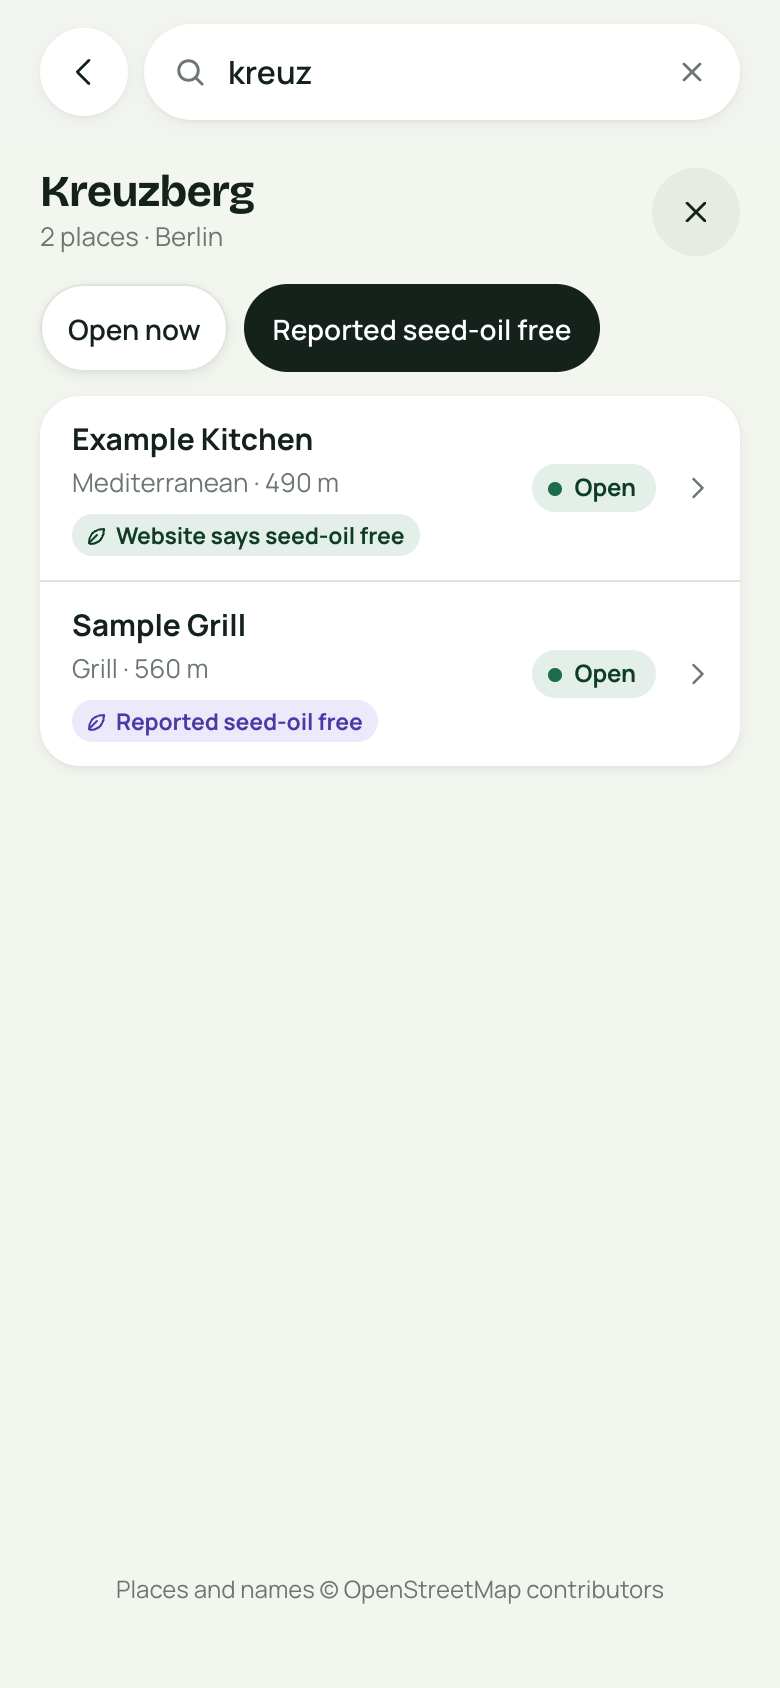 kreuz
Kreuzberg
2 places · Berlin
Open now
Reported seed-oil free
Example Kitchen
Mediterranean · 490 m
Open
Website says seed-oil free
Sample Grill
Grill · 560 m
Open
Reported seed-oil free
Places and names © OpenStreetMap contributors